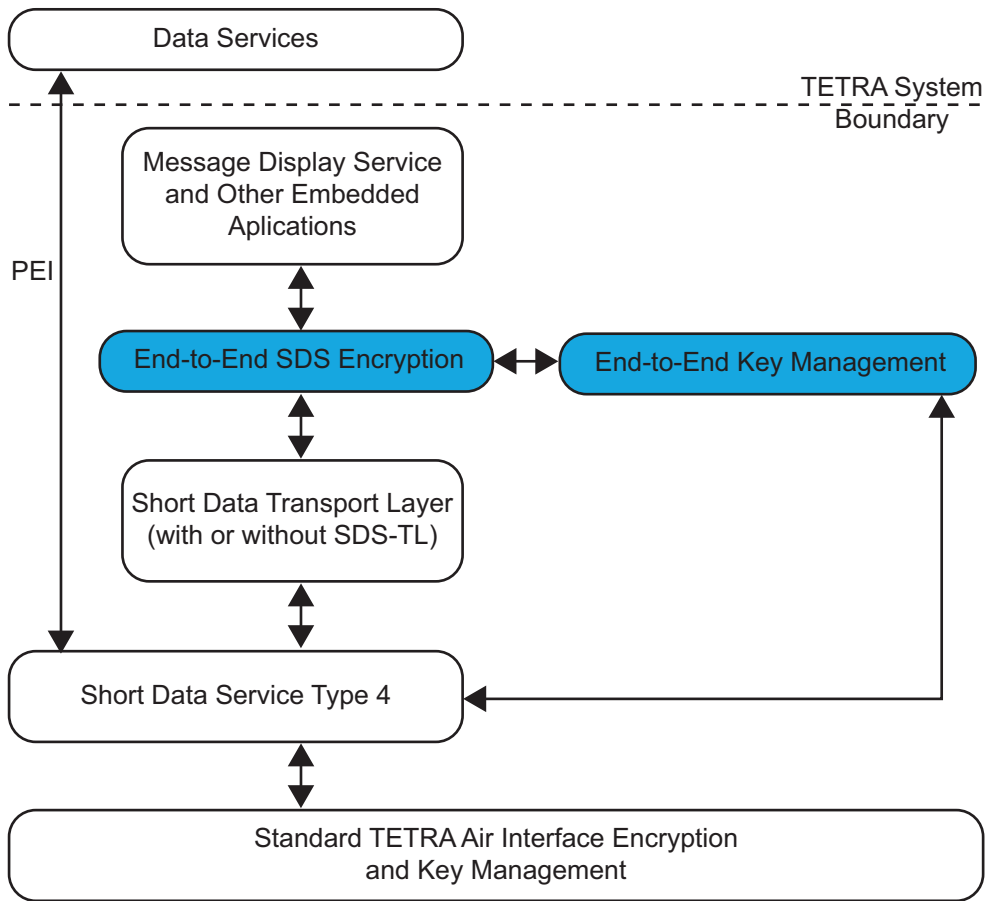 Data Services
TETRA System
Boundary
Message Display Service
and Other Embedded
Aplications
PEI
End-to-End SDS Encryption
End-to-End Key Management
Short Data Transport Layer
(with or without SDS-TL)
Short Data Service Type 4
Standard TETRA Air Interface Encryption
and Key Management